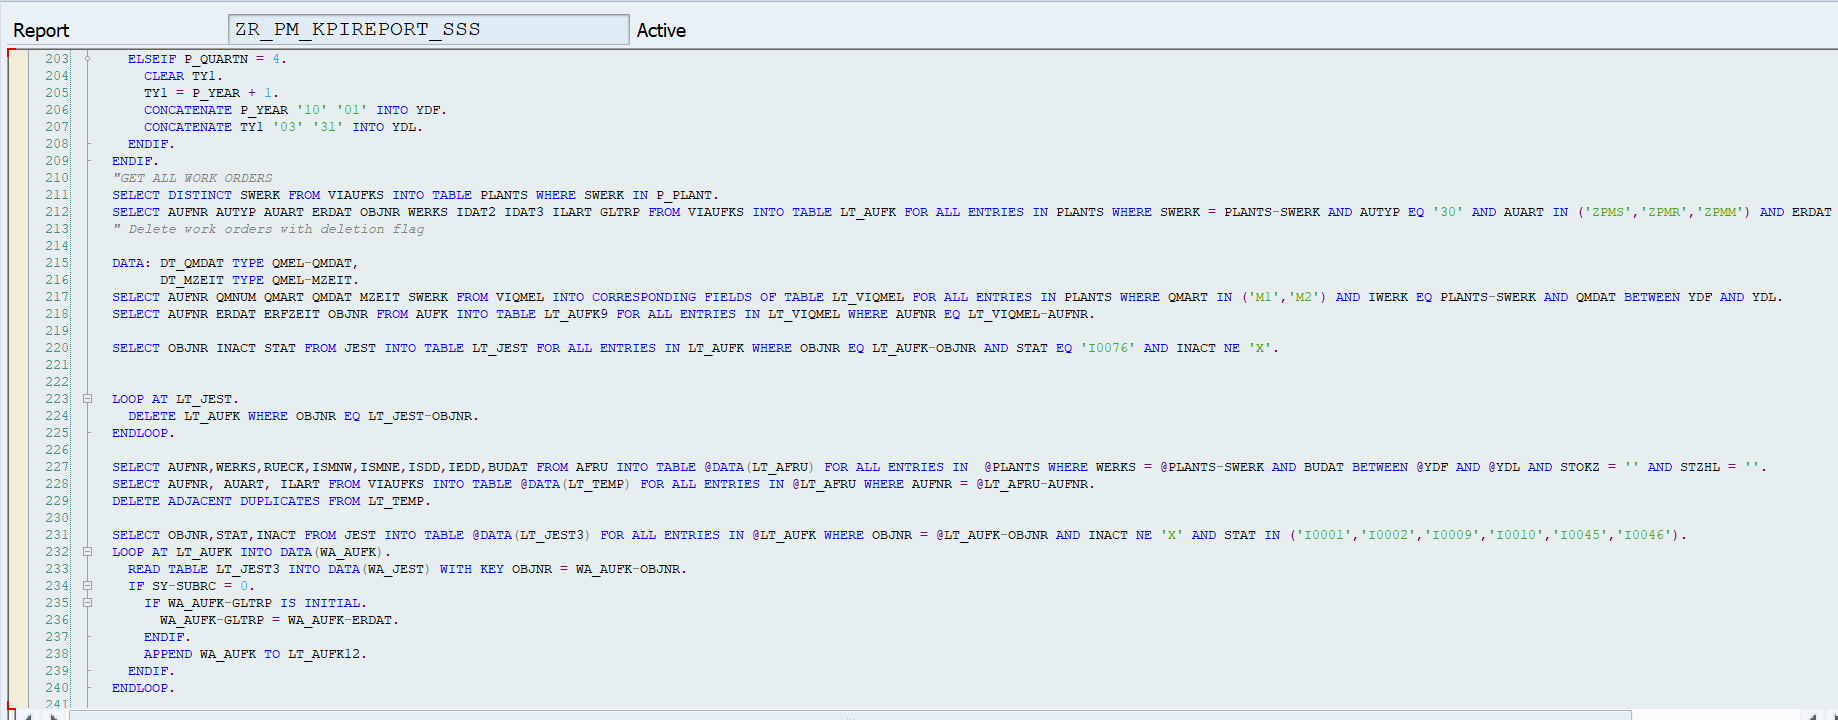 Report ZR_PM_KPIREPORT_SSS Active
203 ELSEIF P_QUARTN = 4.
204 CLEAR TY1.
205 TY1 = P_YEAR + 1.
206 CONCATENATE P_YEAR '10' '01' INTO YDF.
207 CONCATENATE TY1 '03' '31' INTO YDL.
208 ENDIF.
209 ENDIF.
210 "GET ALL WORK ORDERS
211 SELECT DISTINCT SWERK FROM VIAUFKS INTO TABLE PLANTS WHERE SWERK IN P_PLANT.
212 SELECT AUFNR AUTYP AUART ERDAT OBJNR WERKS IDAT2 IDAT3 ILART GLTRP FROM VIAUFKS INTO TABLE LT_AUFK FOR ALL ENTRIES IN PLANTS WHERE SWERK = PLANTS-SWERK AND AUTYP EQ '30' AND AUART IN ('ZPMS','ZPMR','ZPMM') AND ERDAT
213 " Delete work orders with deletion flag
214
215 DATA: DT_QMDAT TYPE QMEL-QMDAT,
216 DT_MZEIT TYPE QMEL-MZEIT.
217 SELECT AUFNR QMNUM QMART QMDAT MZEIT SWERK FROM VIQMEL INTO CORRESPONDING FIELDS OF TABLE LT_VIQMEL FOR ALL ENTRIES IN PLANTS WHERE QMART IN ('M1','M2') AND IWERK EQ PLANTS-SWERK AND QMDAT BETWEEN YDF AND YDL.
218 SELECT AUFNR ERDAT ERFZEIT OBJNR FROM AUFK INTO TABLE LT_AUFK9 FOR ALL ENTRIES IN LT_VIQMEL WHERE AUFNR EQ LT_VIQMEL-AUFNR.
219
220 SELECT OBJNR INACT STAT FROM JEST INTO TABLE LT_JEST FOR ALL ENTRIES IN LT_AUFK WHERE OBJNR EQ LT_AUFK-OBJNR AND STAT EQ 'I0076' AND INACT NE 'X'.
221
222
223 LOOP AT LT_JEST.
224 DELETE LT_AUFK WHERE OBJNR EQ LT_JEST-OBJNR.
225 ENDLOOP.
226
227 SELECT AUFNR,WERKS,RUECK,ISMNW,ISMNE,ISDD,IEDD,BUDAT FROM AFRU INTO TABLE @DATA(LT_AFRU) FOR ALL ENTRIES IN @PLANTS WHERE WERKS = @PLANTS-SWERK AND BUDAT BETWEEN @YDF AND @YDL AND STOKZ = '' AND STZHL = ''.
228 SELECT AUFNR, AUART, ILART FROM VIAUFKS INTO TABLE @DATA(LT_TEMP) FOR ALL ENTRIES IN @LT_AFRU WHERE AUFNR = @LT_AFRU-AUFNR.
229 DELETE ADJACENT DUPLICATES FROM LT_TEMP.
230
231 SELECT OBJNR,STAT,INACT FROM JEST INTO TABLE @DATA(LT_JEST3) FOR ALL ENTRIES IN @LT_AUFK WHERE OBJNR = @LT_AUFK-OBJNR AND INACT NE 'X' AND STAT IN ('I0001','I0002','I0009','I0010','I0045','I0046').
232 LOOP AT LT_AUFK INTO DATA(WA_AUFK).
233 READ TABLE LT_JEST3 INTO DATA(WA_JEST) WITH KEY OBJNR = WA_AUFK-OBJNR.
234 IF SY-SUBRC = 0.
235 IF WA_AUFK-GLTRP IS INITIAL.
236 WA_AUFK-GLTRP = WA_AUFK-ERDAT.
237 ENDIF.
238 APPEND WA_AUFK TO LT_AUFK12.
239 ENDIF.
240 ENDLOOP.
241